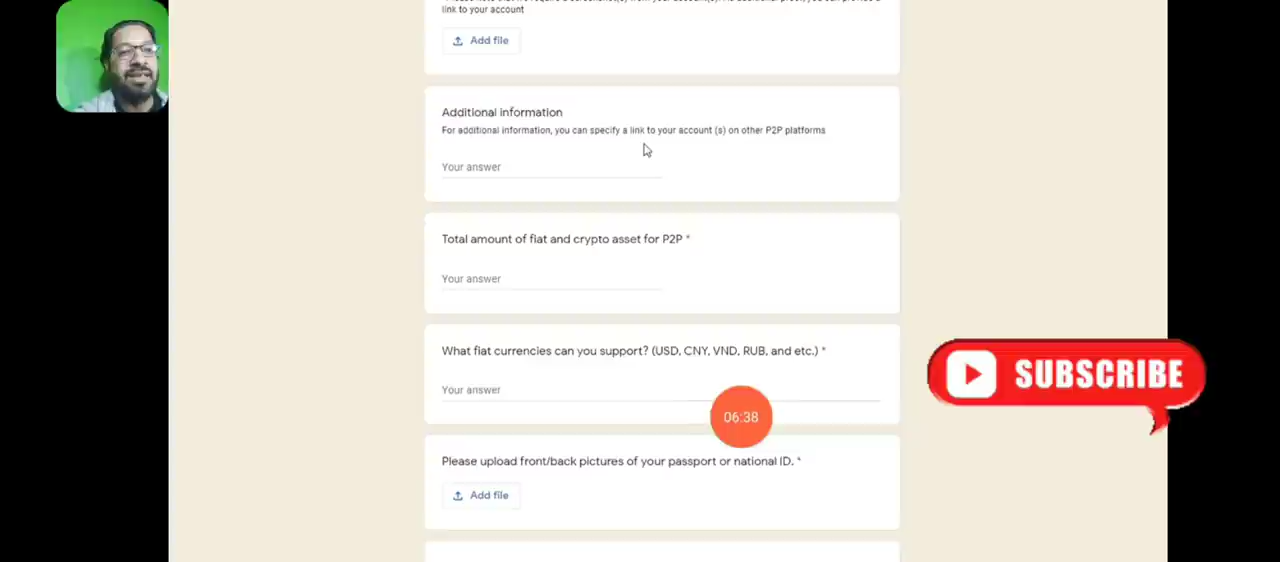 link to your account
Add file
Additional information
For additional information, you can specify a link to your account (s) on other P2P platforms
Your answer
Total amount of fiat and crypto asset for P2P *
Your answer
What fiat currencies can you support? (USD, CNY, VND, RUB, and etc.) *
Your answer
SUBSCRIBE
06:38
Please upload front/back pictures of your passport or national ID. *
Add file